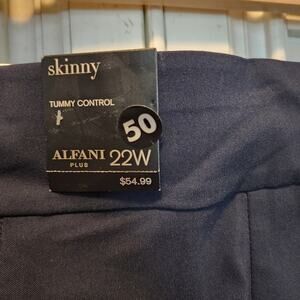 skinny
TUMMY CONTROL
50
ALFANI 22W
PLUS
$54.99